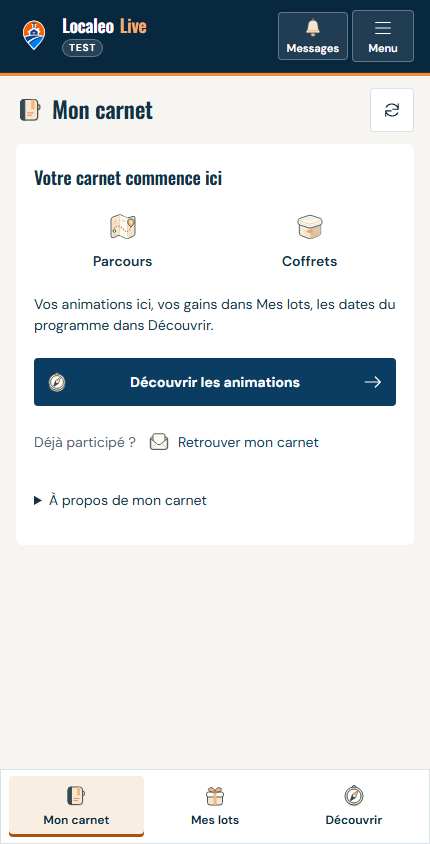 Localeo Live
TEST
Messages
Menu
Mon carnet
Votre carnet commence ici
Parcours
Coffrets
Vos animations ici, vos gains dans Mes lots, les dates du
programme dans Découvrir.
Découvrir les animations
Déjà participé ? Retrouver mon carnet
À propos de mon carnet
Mon carnet
Mes lots
Découvrir